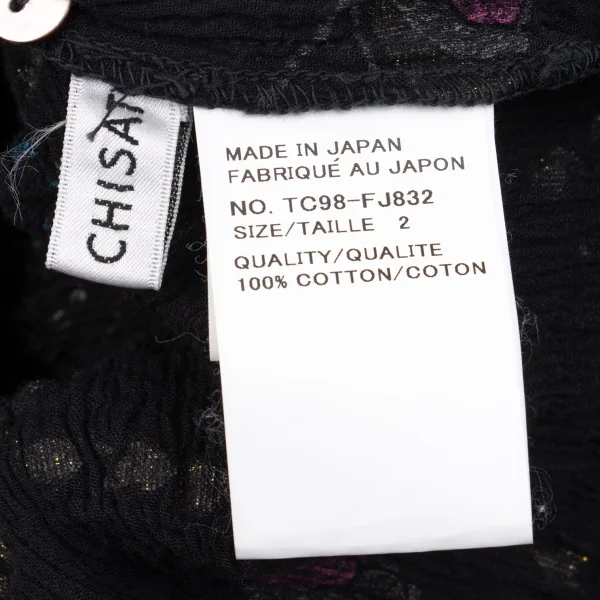 CHISAT
MADE IN JAPAN
FABRIQUÉ AU JAPON
NO. TC98-FJ832
SIZE/TAILLE 2
QUALITY/QUALITE
100% COTTON/COTON